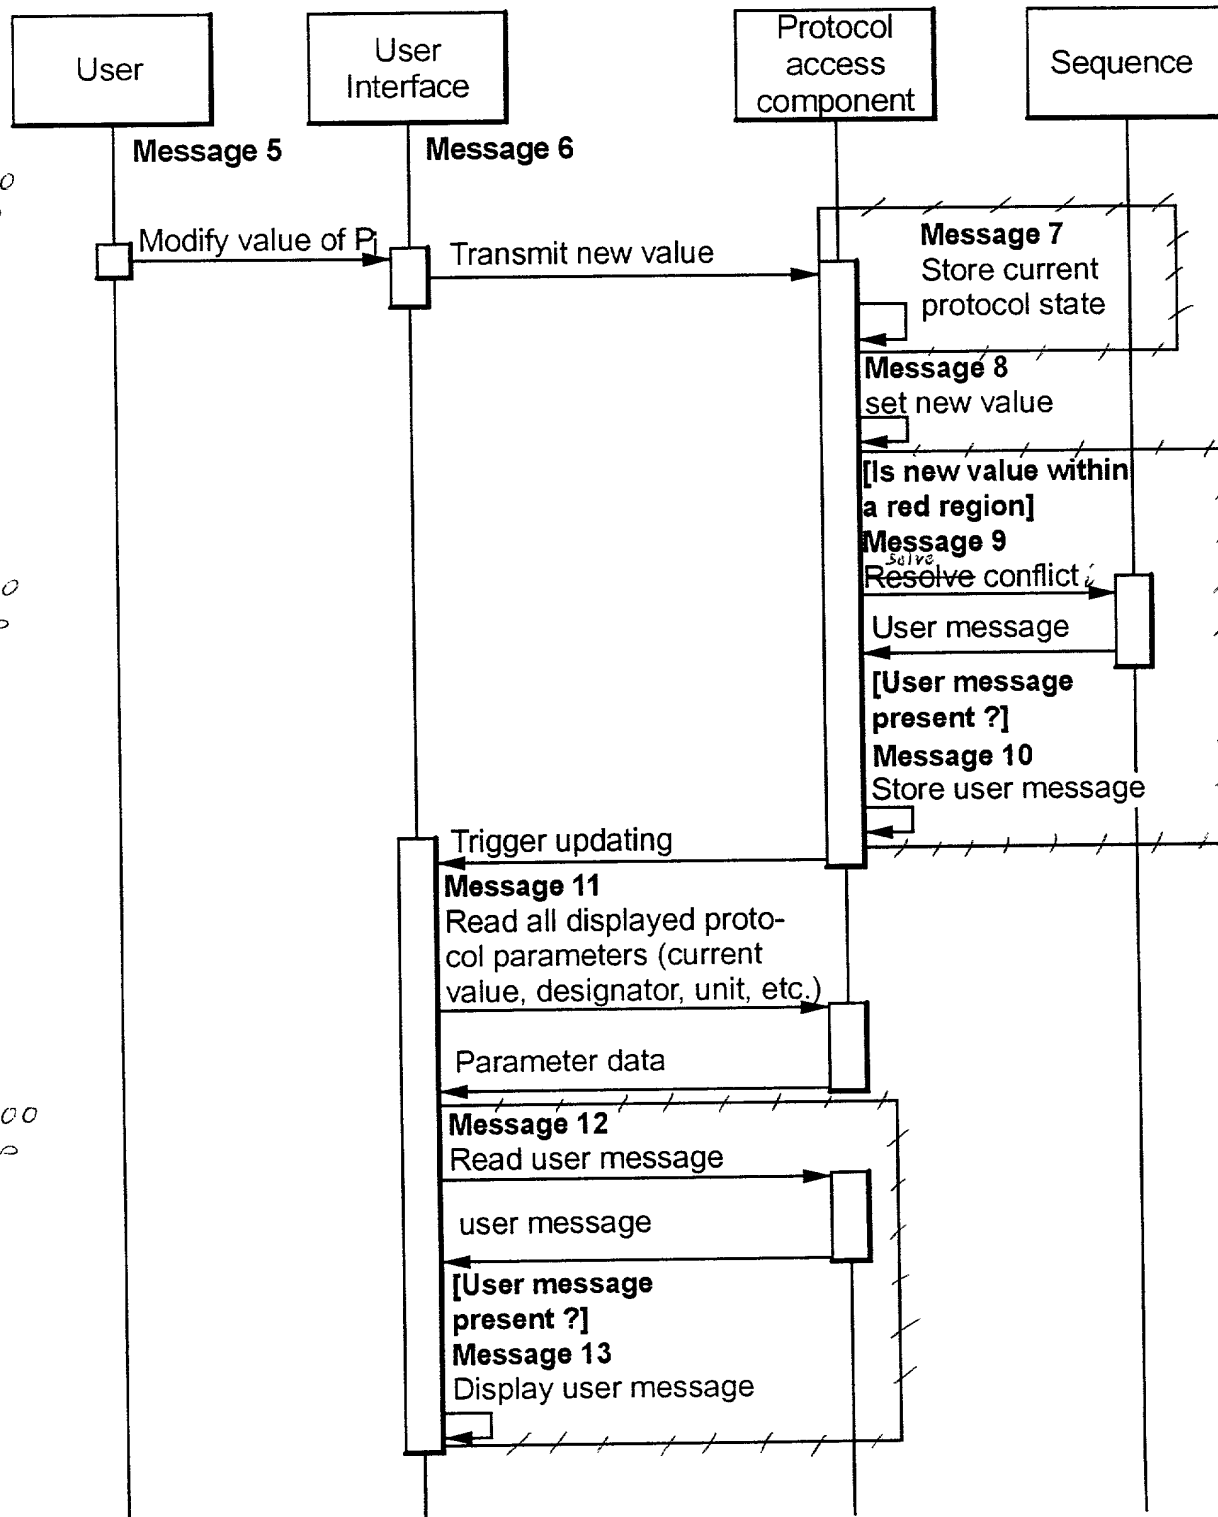 User
User
Interface
Protocol
access
component
Sequence
Message 5
Message 6
Modify value of Pi
Transmit new value
Message 7
Store current
protocol state
Message 8
set new value
[Is new value within
a red region]
Message 9
solve
Resolve conflict i
User message
[User message
present ?]
Message 10
Store user message
Trigger updating
Message 11
Read all displayed proto-
col parameters (current
value, designator, unit, etc.)
Parameter data
Message 12
Read user message
user message
[User message
present ?]
Message 13
Display user message